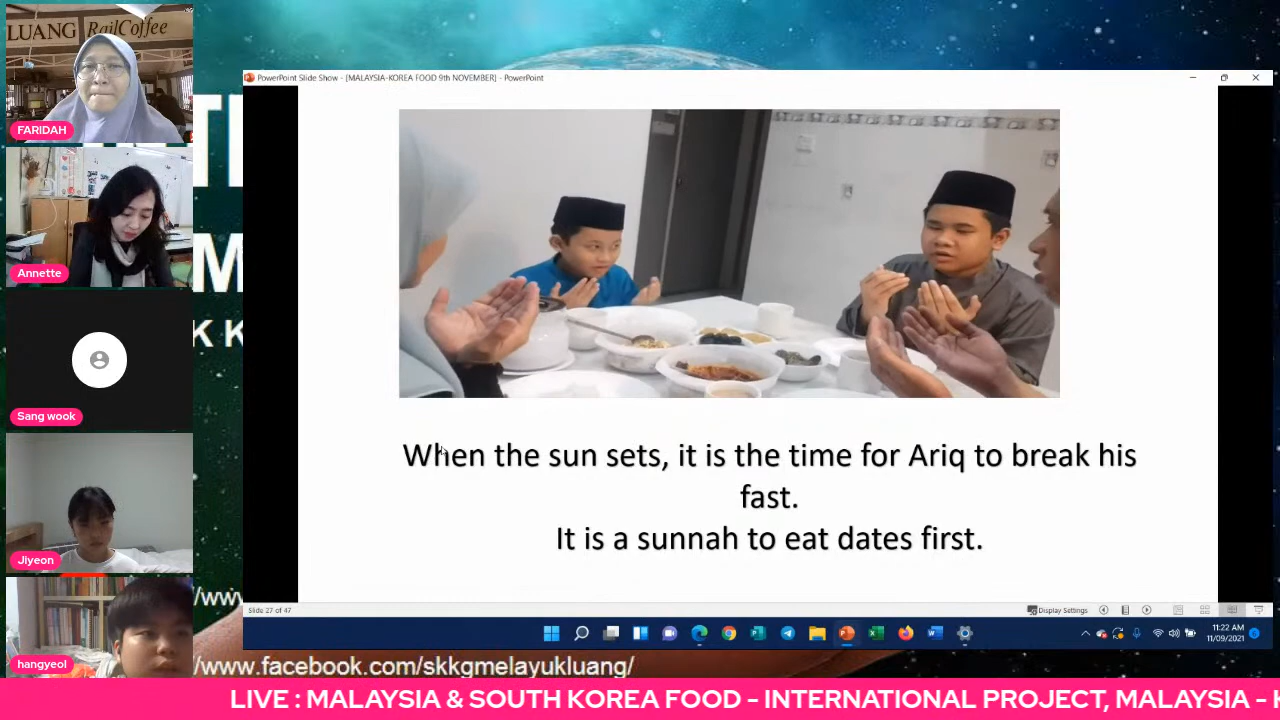 LUANG RailCoffee
FARIDAH
Annette
Sang wook
Jiyeon
hangyeol
PowerPoint Slide Show - [MALAYSIA-KOREA FOOD 9th NOVEMBER] - PowerPoint
When the sun sets, it is the time for Ariq to break his
fast.
It is a sunnah to eat dates first.
Slide 27 of 47
Display Settings
11:22 AM
11/09/2021
/www.facebook.com/skkgmelayukluang/
LIVE : MALAYSIA & SOUTH KOREA FOOD - INTERNATIONAL PROJECT, MALAYSIA -